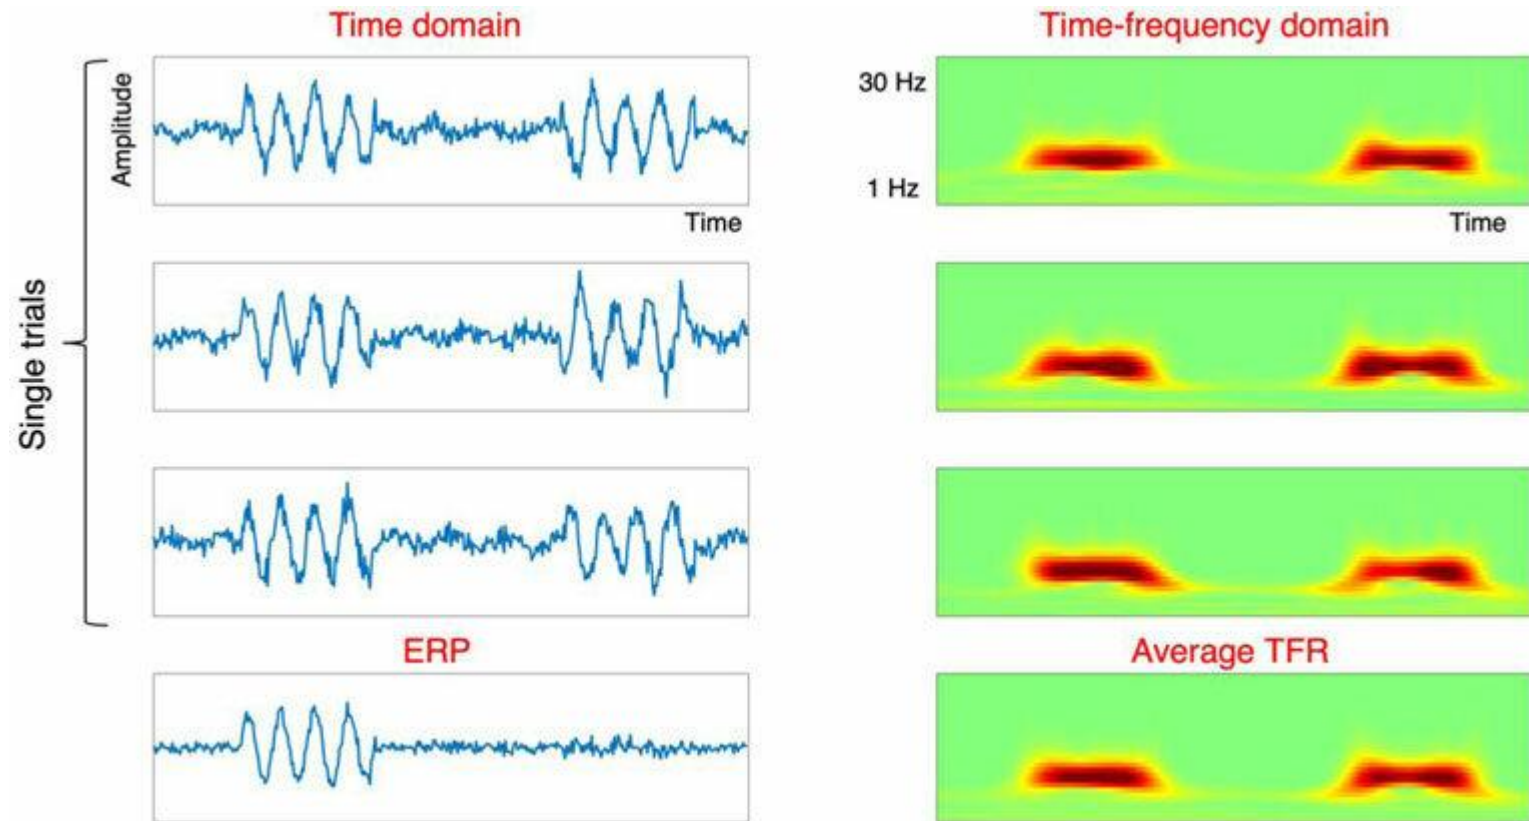 Time domain
Time-frequency domain
Amplitude
Time
30 Hz
1 Hz
Time
Single trials
ERP
Average TFR